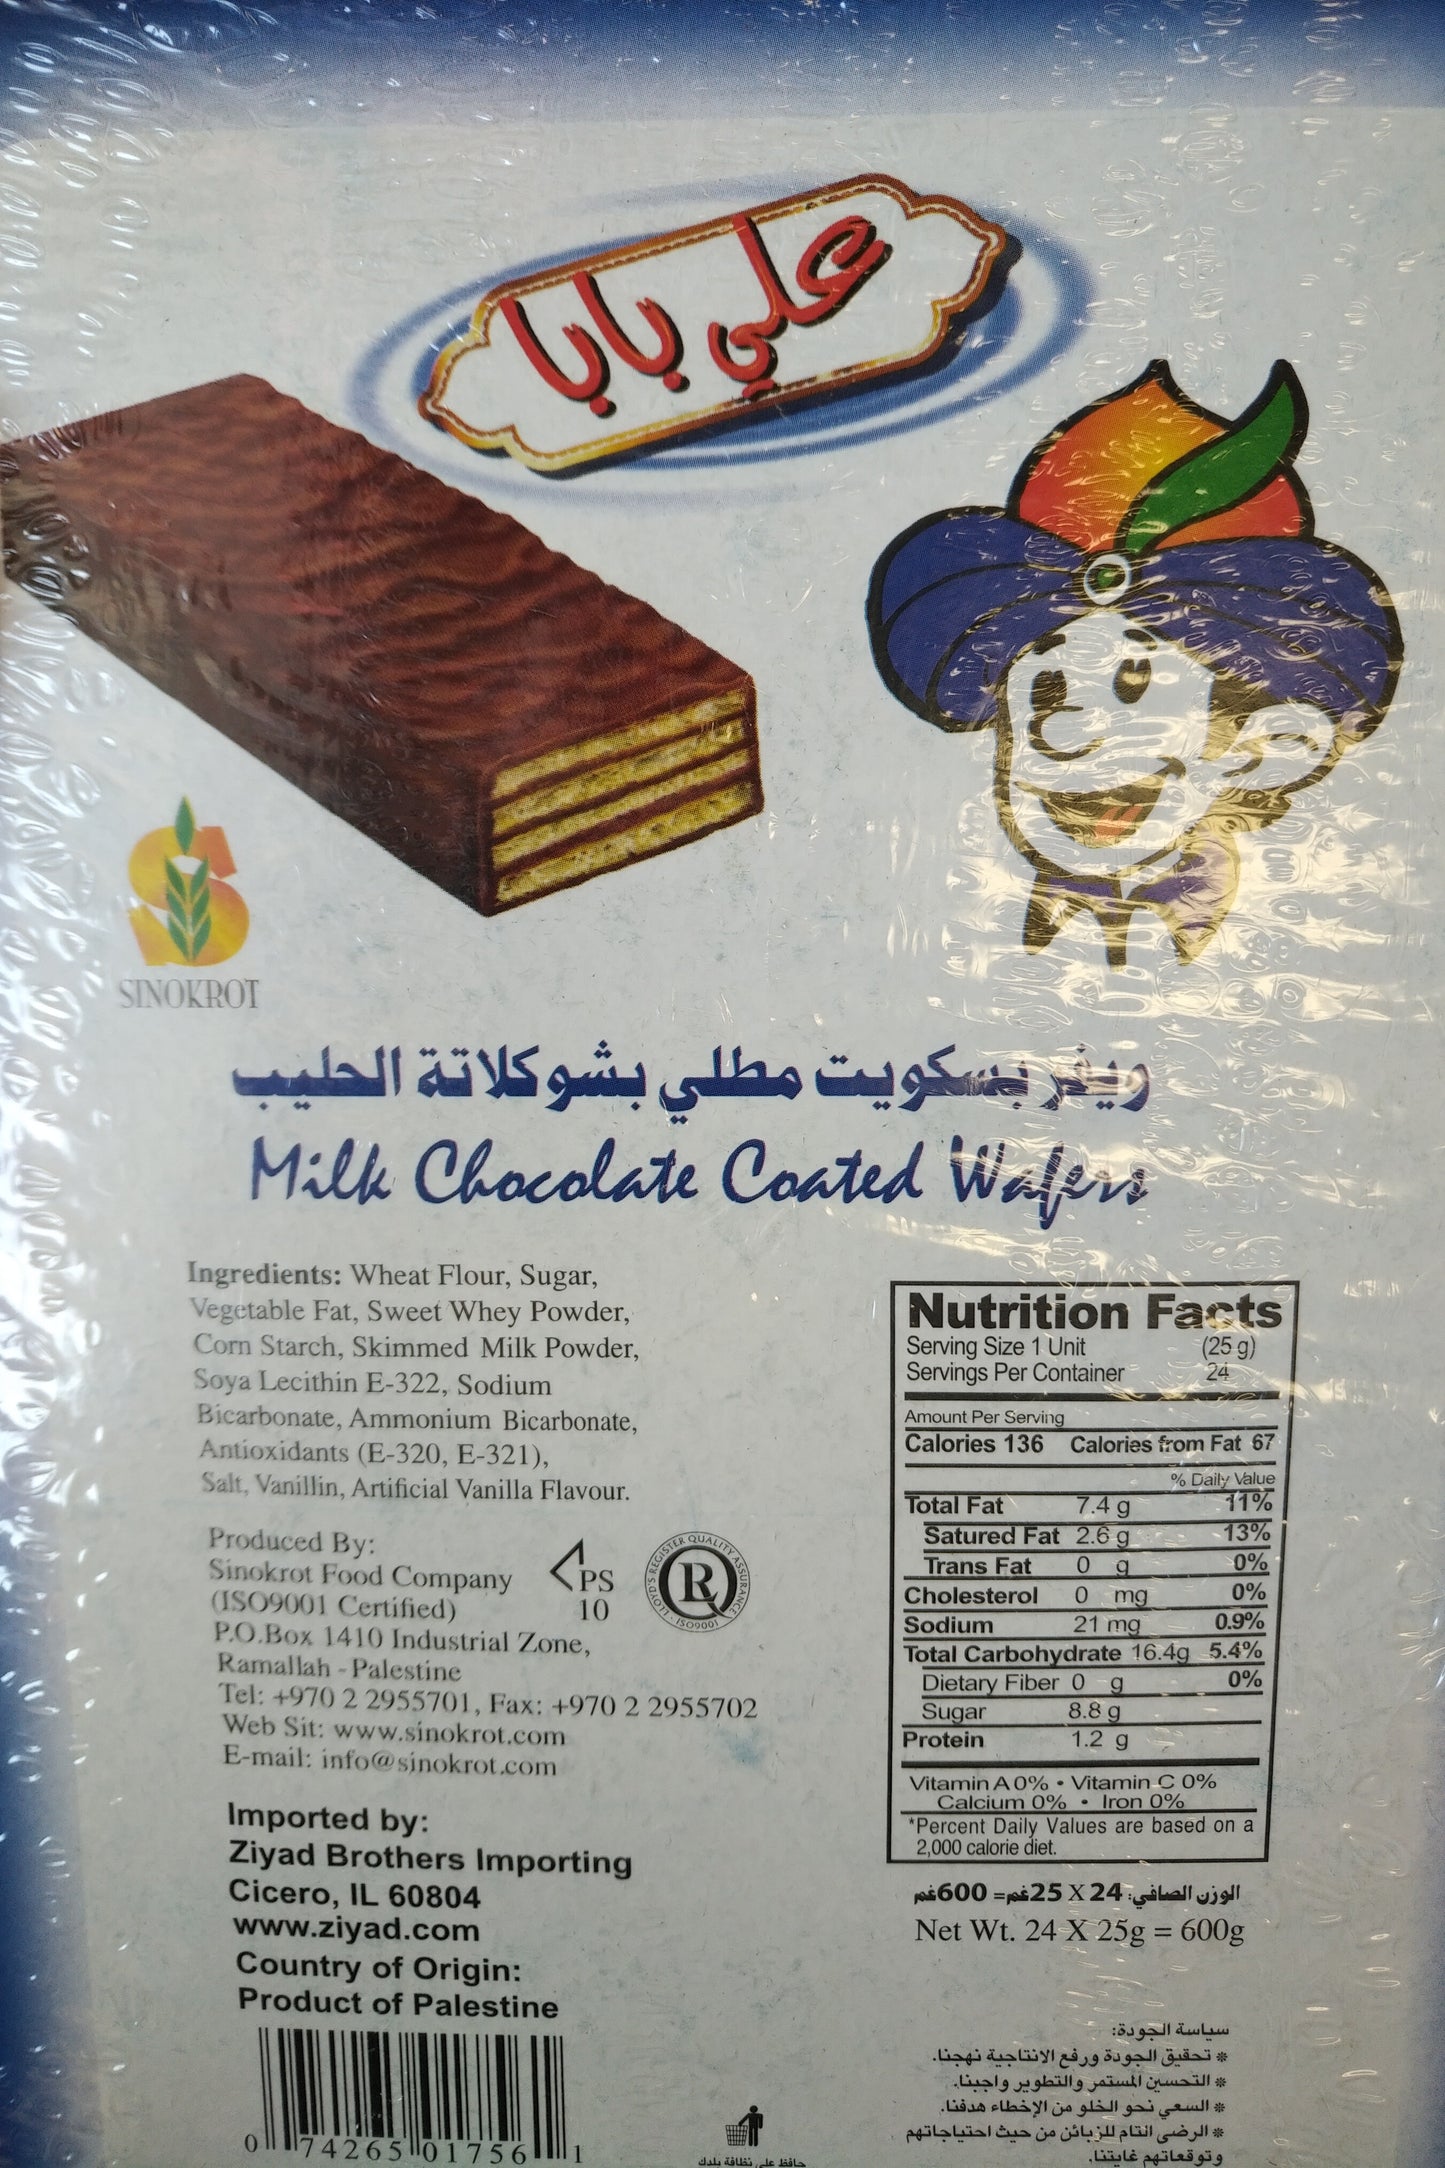 علي بابا
SINOKROT
ويفر بسكويت مطلي بشوكلاتة الحليب
Milk Chocolate Coated Wafers
Ingredients: Wheat Flour, Sugar,
Vegetable Fat, Sweet Whey Powder,
Corn Starch, Skimmed Milk Powder,
Soya Lecithin E-322, Sodium
Bicarbonate, Ammonium Bicarbonate,
Antioxidants (E-320, E-321),
Salt, Vanillin, Artificial Vanilla Flavour.
Produced By:
Sinokrot Food Company
(ISO9001 Certified)
P.O.Box 1410 Industrial Zone,
Ramallah - Palestine
Tel: +970 2 2955701, Fax: +970 2 2955702
Web Sit: www.sinokrot.com
E-mail: info@sinokrot.com
PS
10
LLOYD'S REGISTER QUALITY ASSURANCE
R
ISO9001
Imported by:
Ziyad Brothers Importing
Cicero, IL 60804
www.ziyad.com
Country of Origin:
Product of Palestine
0 74265 01756 1
Nutrition Facts
Serving Size 1 Unit (25 g)
Servings Per Container 24
Amount Per Serving
Calories 136 Calories from Fat 67
% Daily Value
Total Fat 7.4 g 11%
Satured Fat 2.6 g 13%
Trans Fat 0 g 0%
Cholesterol 0 mg 0%
Sodium 21 mg 0.9%
Total Carbohydrate 16.4g 5.4%
Dietary Fiber 0 g 0%
Sugar 8.8 g
Protein 1.2 g
Vitamin A 0% • Vitamin C 0%
Calcium 0% • Iron 0%
*Percent Daily Values are based on a
2,000 calorie diet.
الوزن الصافي: 24 X 25غم= 600غم
Net Wt. 24 X 25g = 600g
سياسة الجودة:
* تحقيق الجودة ورفع الانتاجية نهجنا.
* التحسين المستمر والتطوير واجبنا.
* السعي نحو الخلو من الإخطاء هدفنا.
* الرضى التام للزبائن من حيث احتياجاتهم
وتوقعاتهم غايتنا.
حافظ على نظافة بلدك